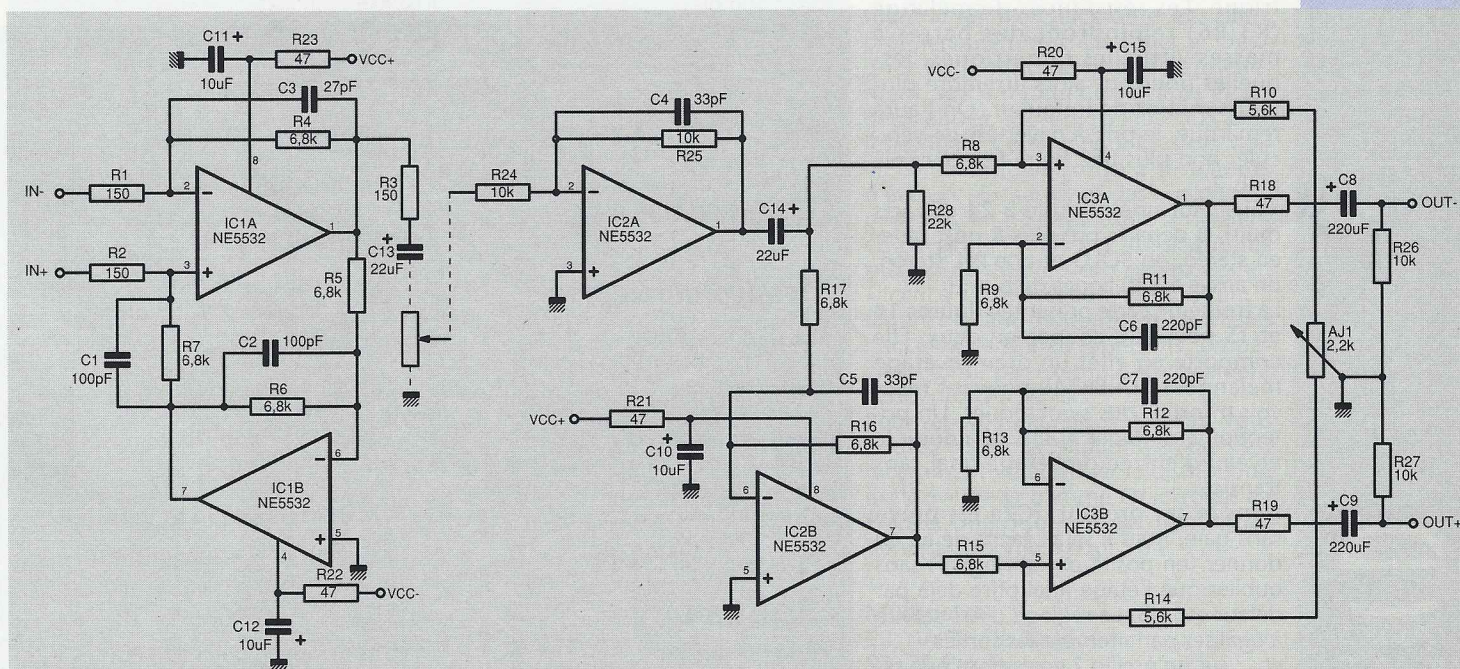 C11 +
10uF
R23
47
VCC+
C3 27pF
R4
6,8k
R1
150
IN-
R2
150
IN+
2
-
3
+
8
1
IC1A
NE5532
R3
150
+
C13
22uF
R5
6,8k
C1
100pF
R7
6,8k
C2 100pF
R6
6,8k
IC1B
NE5532
7
-
6
+
5
4
R22
47
VCC-
C12
10uF
+
R24
10k
C4 33pF
10k
R25
2
-
3
+
1
IC2A
NE5532
C14 +
22uF
R17
6,8k
R28
22k
R8
6,8k
VCC+
R21
47
+
C10
10uF
C5 33pF
R16
6,8k
6
-
5
+
8
7
IC2B
NE5532
VCC-
R20
47
+ C15
10uF
R10
5,6k
3
+
2
-
4
1
IC3A
NE5532
R9
6,8k
R11
6,8k
C6 220pF
R18
47
+ C8
220uF
OUT-
R26
10k
AJ1
2,2k
C7 220pF
R12
6,8k
R13
6,8k
6
-
5
+
7
IC3B
NE5532
R15
6,8k
R14
5,6k
R19
47
+ C9
220uF
R27
10k
OUT+